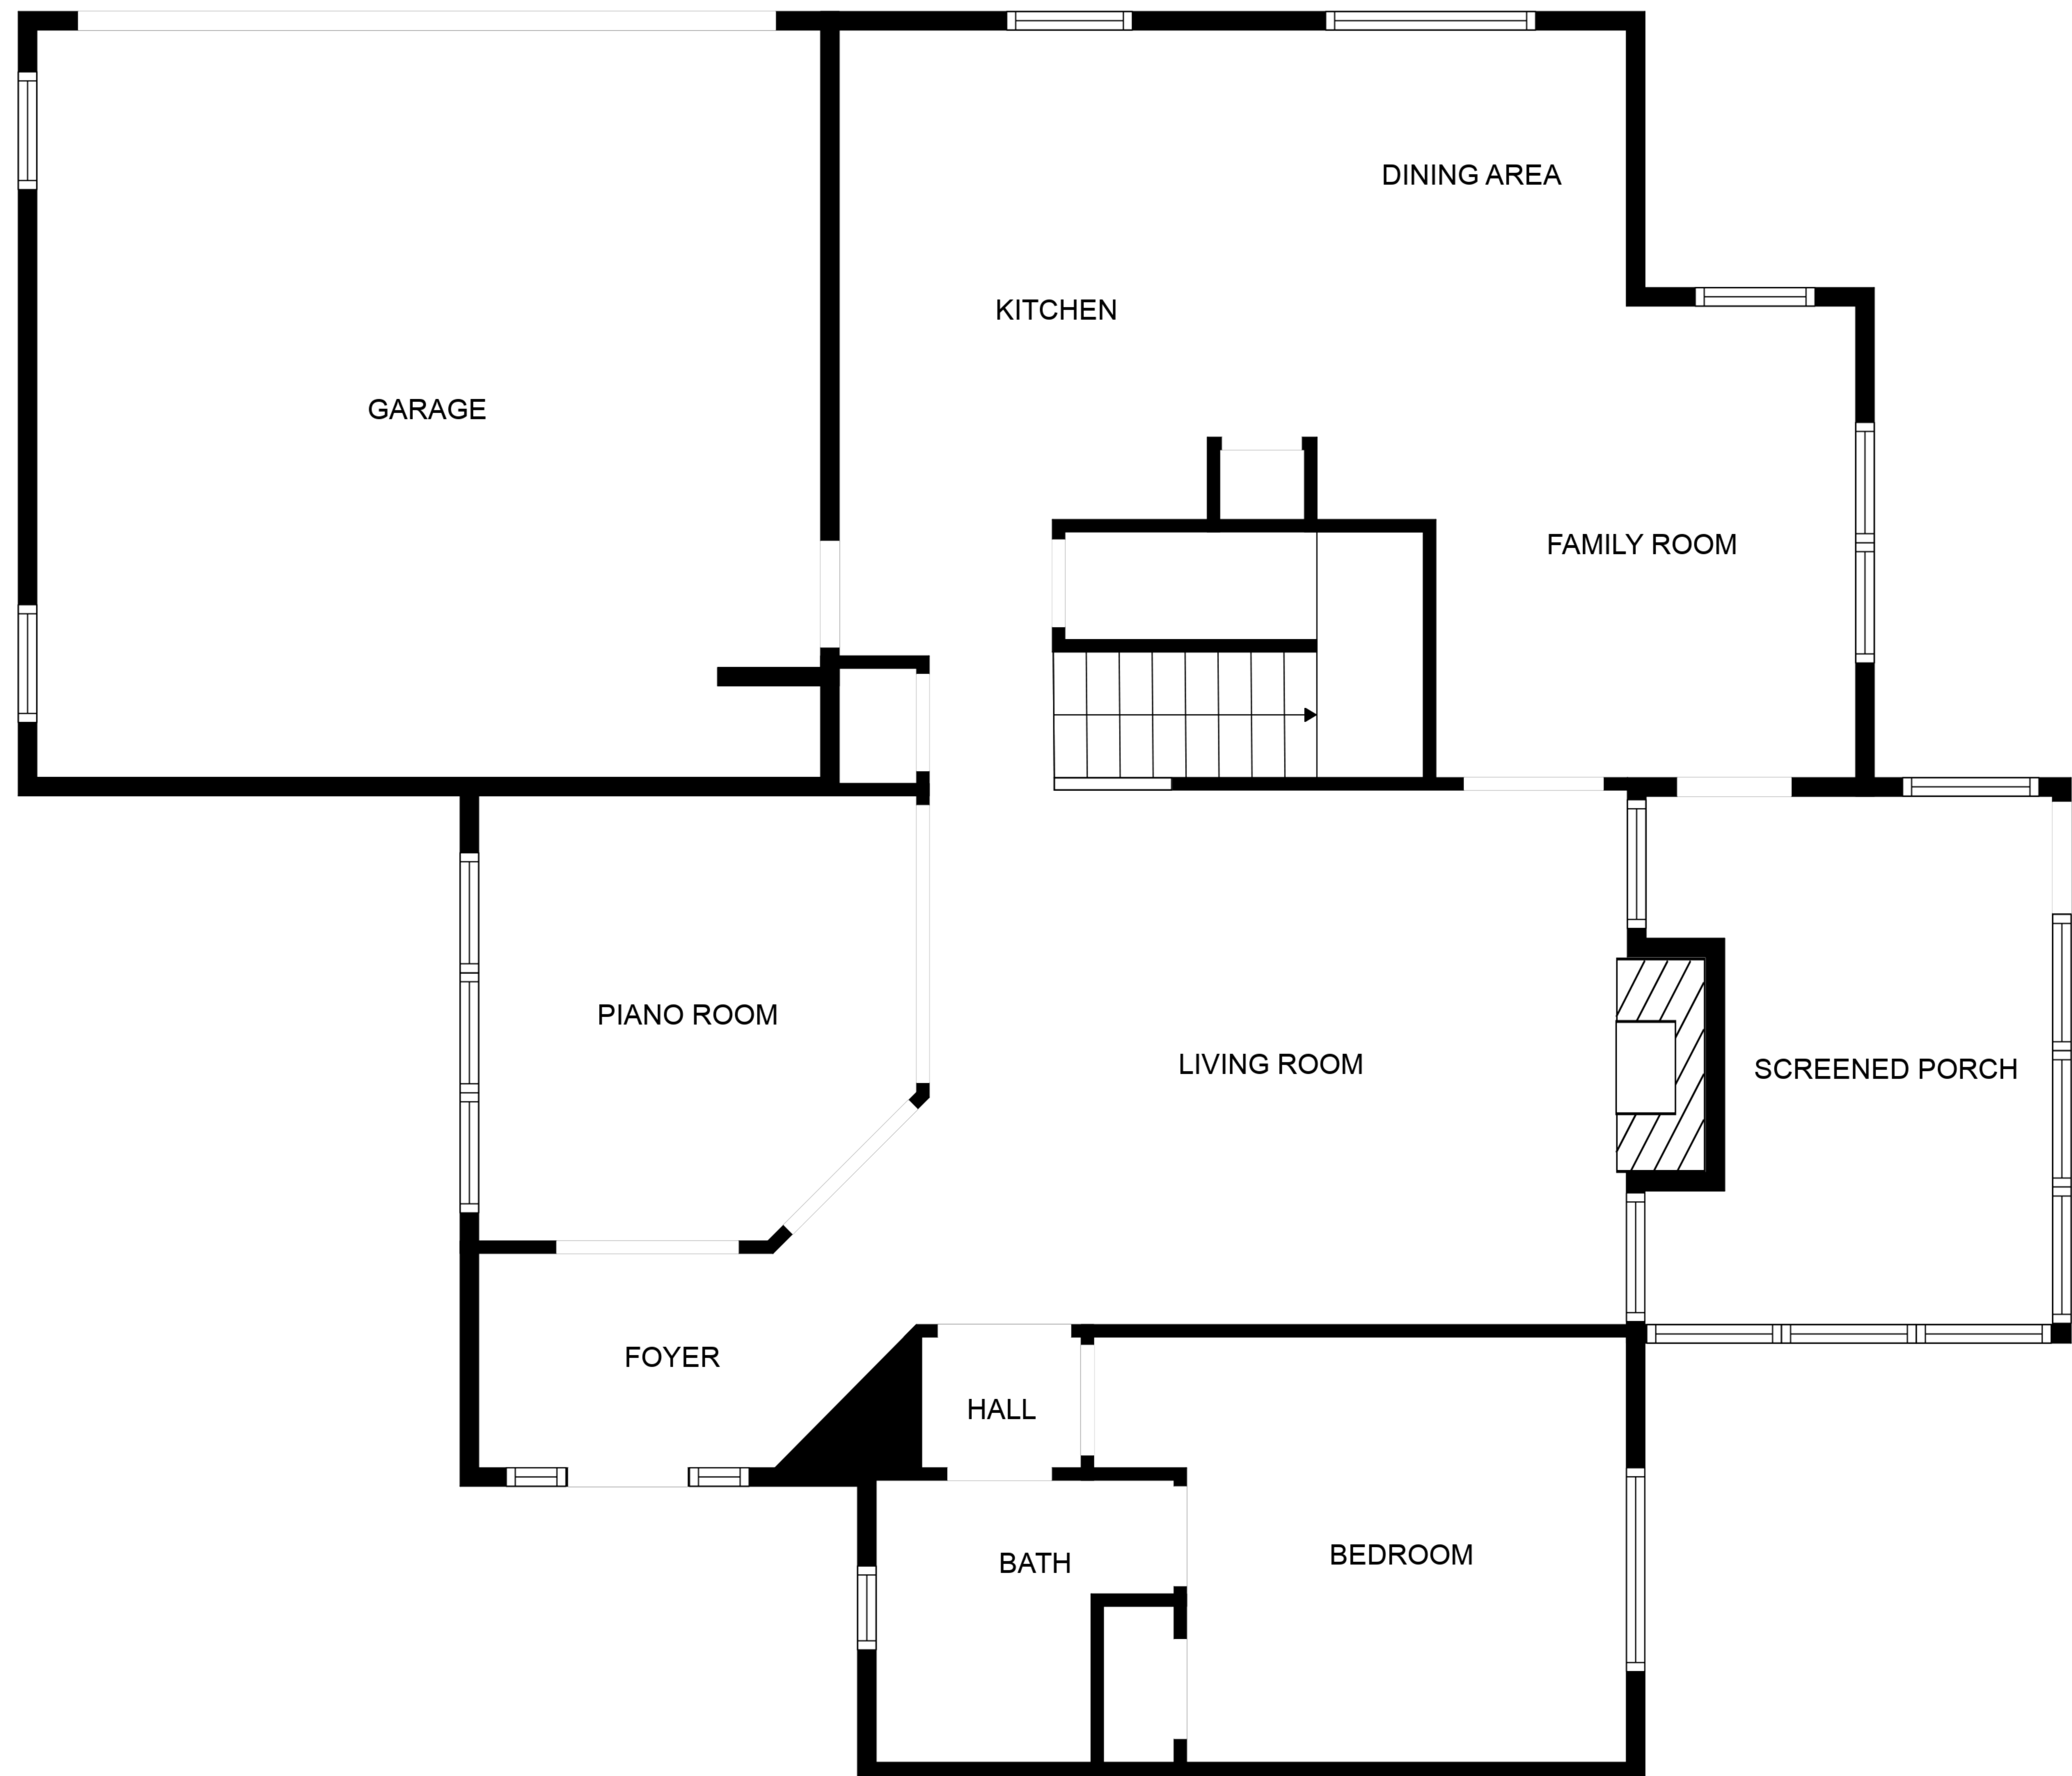 DINING AREA
KITCHEN
GARAGE
FAMILY ROOM
PIANO ROOM
LIVING ROOM
SCREENED PORCH
FOYER
HALL
BATH
BEDROOM